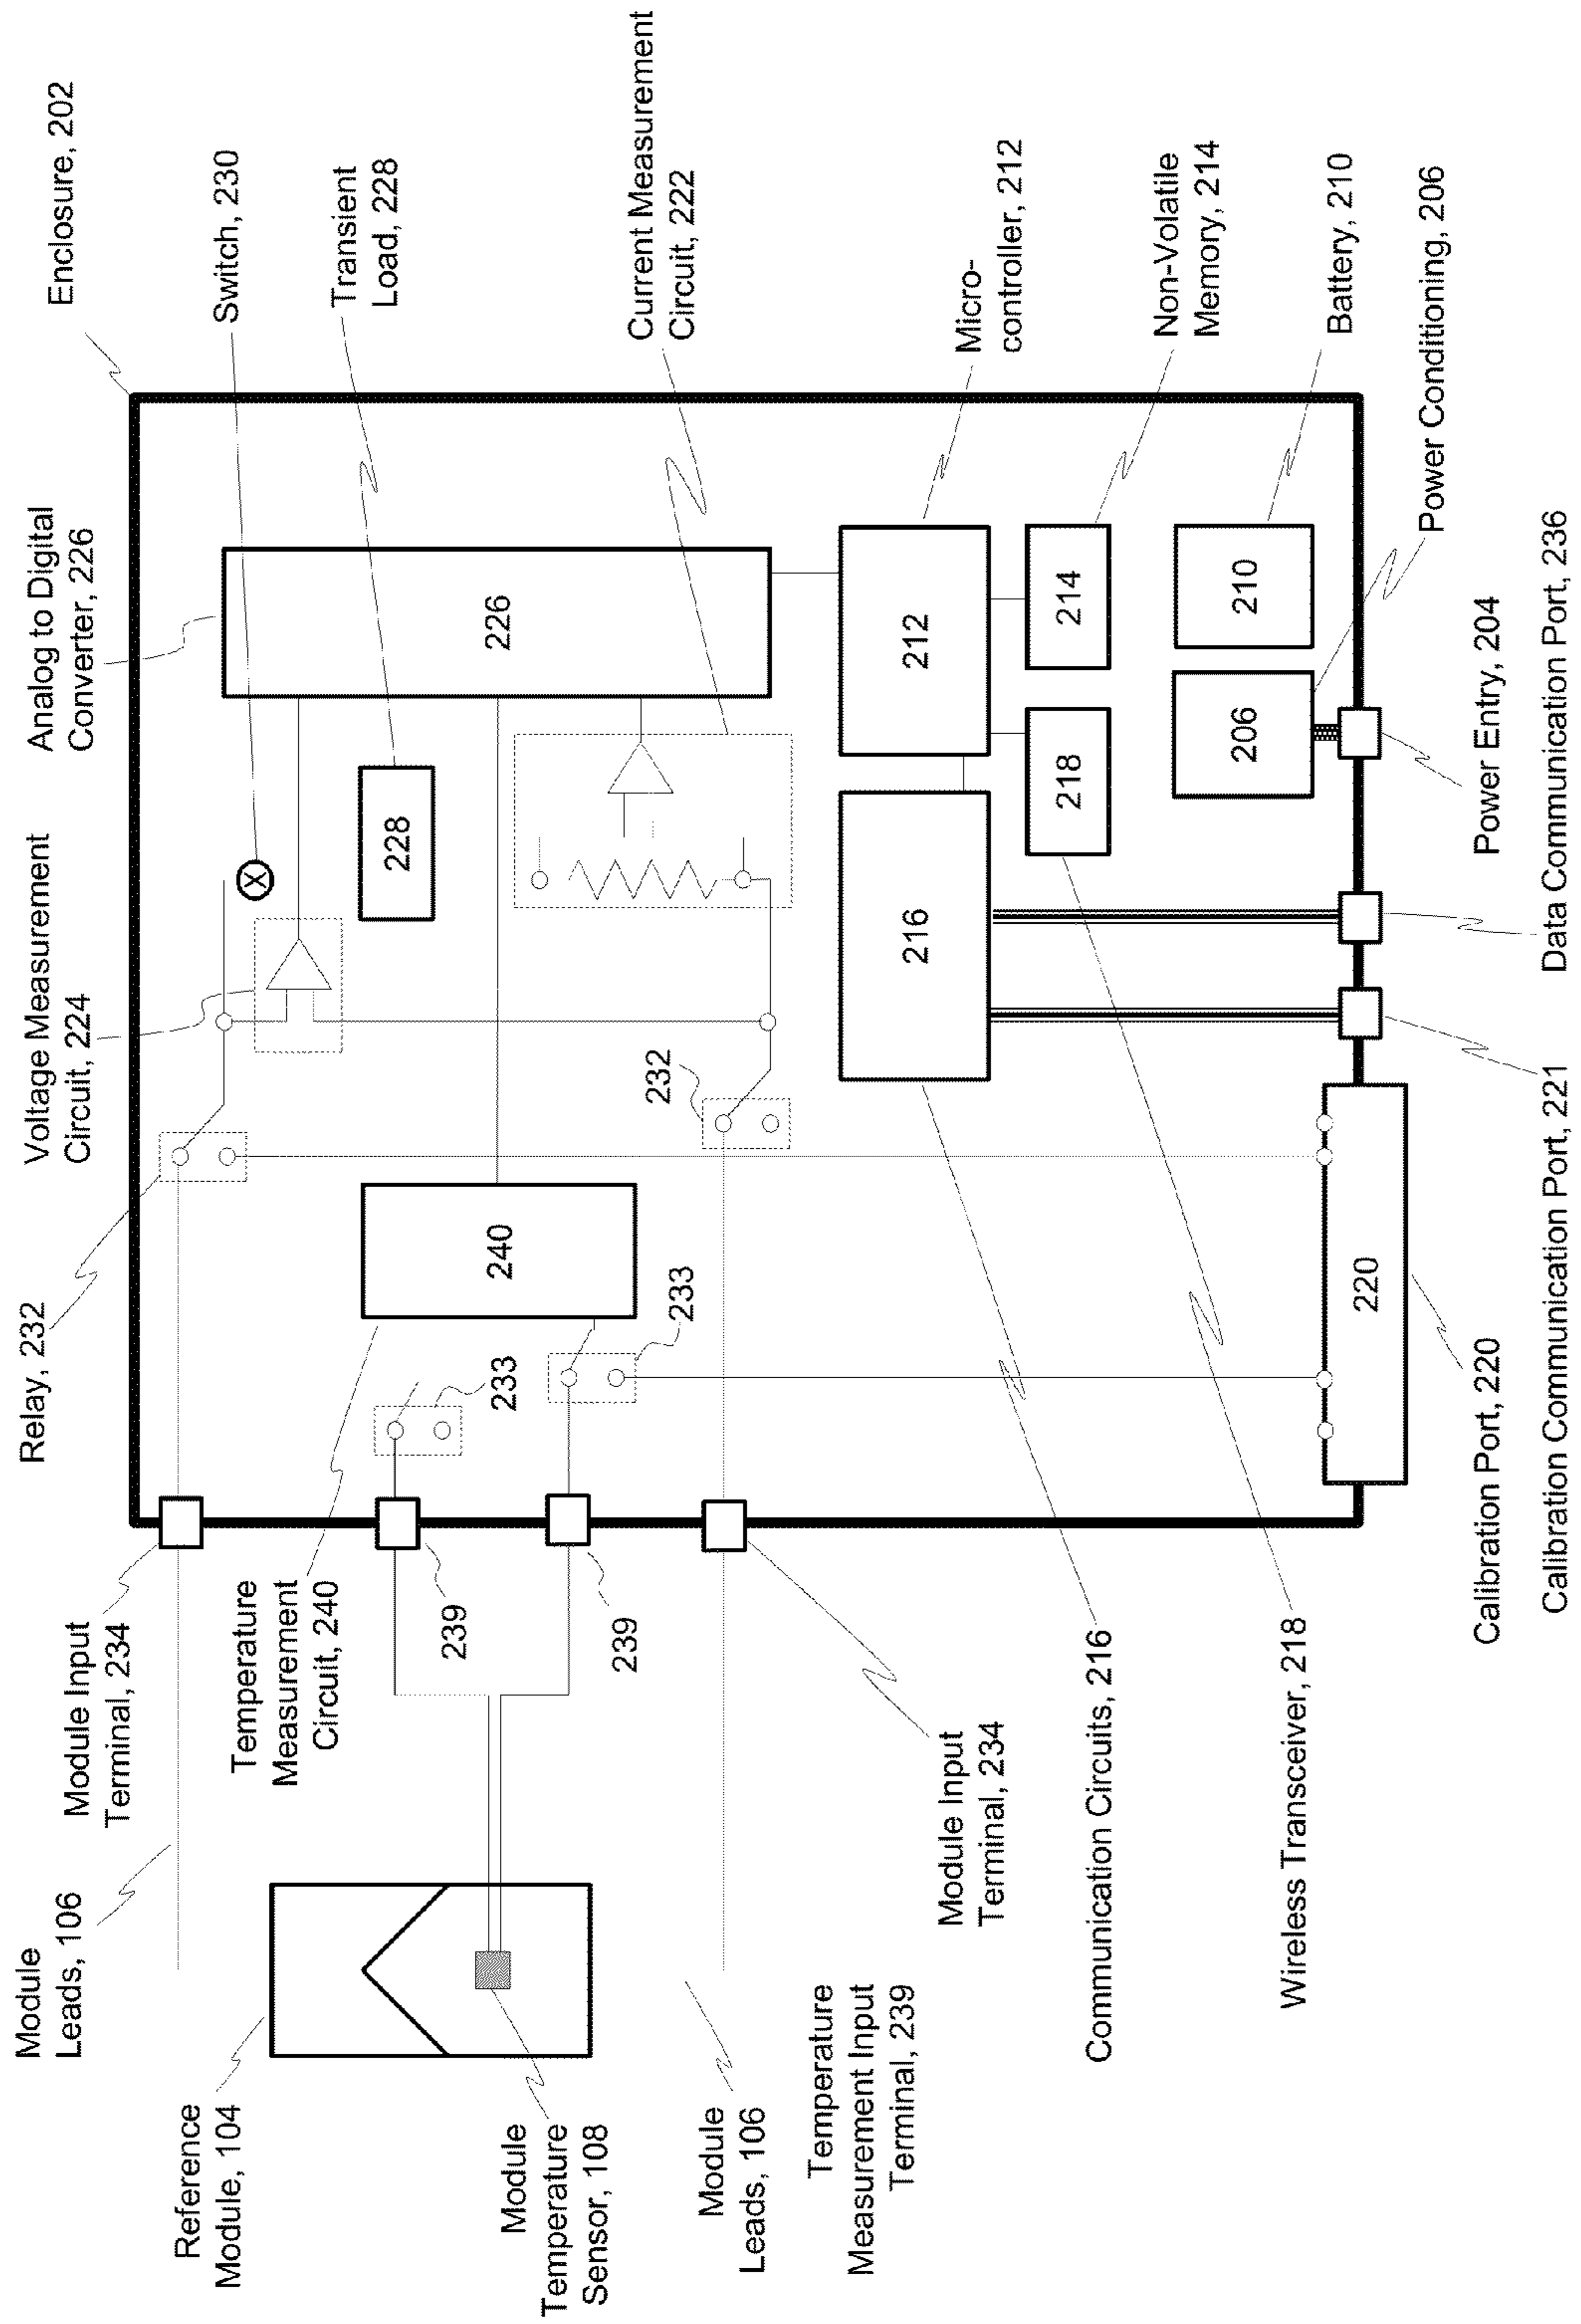 Module
Leads, 106
Module Input
Terminal, 234
Relay, 232
Voltage Measurement
Circuit, 224
Analog to Digital
Converter, 226
Enclosure, 202
Switch, 230
Transient
Load, 228
Current Measurement
Circuit, 222
Micro-
controller, 212
Non-Volatile
Memory, 214
Battery, 210
Power Conditioning, 206
Reference
Module, 104
Module
Temperature
Sensor, 108
Module
Leads, 106
Temperature
Measurement Input
Terminal, 239
Temperature
Measurement
Circuit, 240
239
239
233
233
240
232
X
228
226
216
212
218
214
206
210
220
Module Input
Terminal, 234
Communication Circuits, 216
Wireless Transceiver, 218
Calibration Port, 220
Calibration Communication Port, 221
Power Entry, 204
Data Communication Port, 236